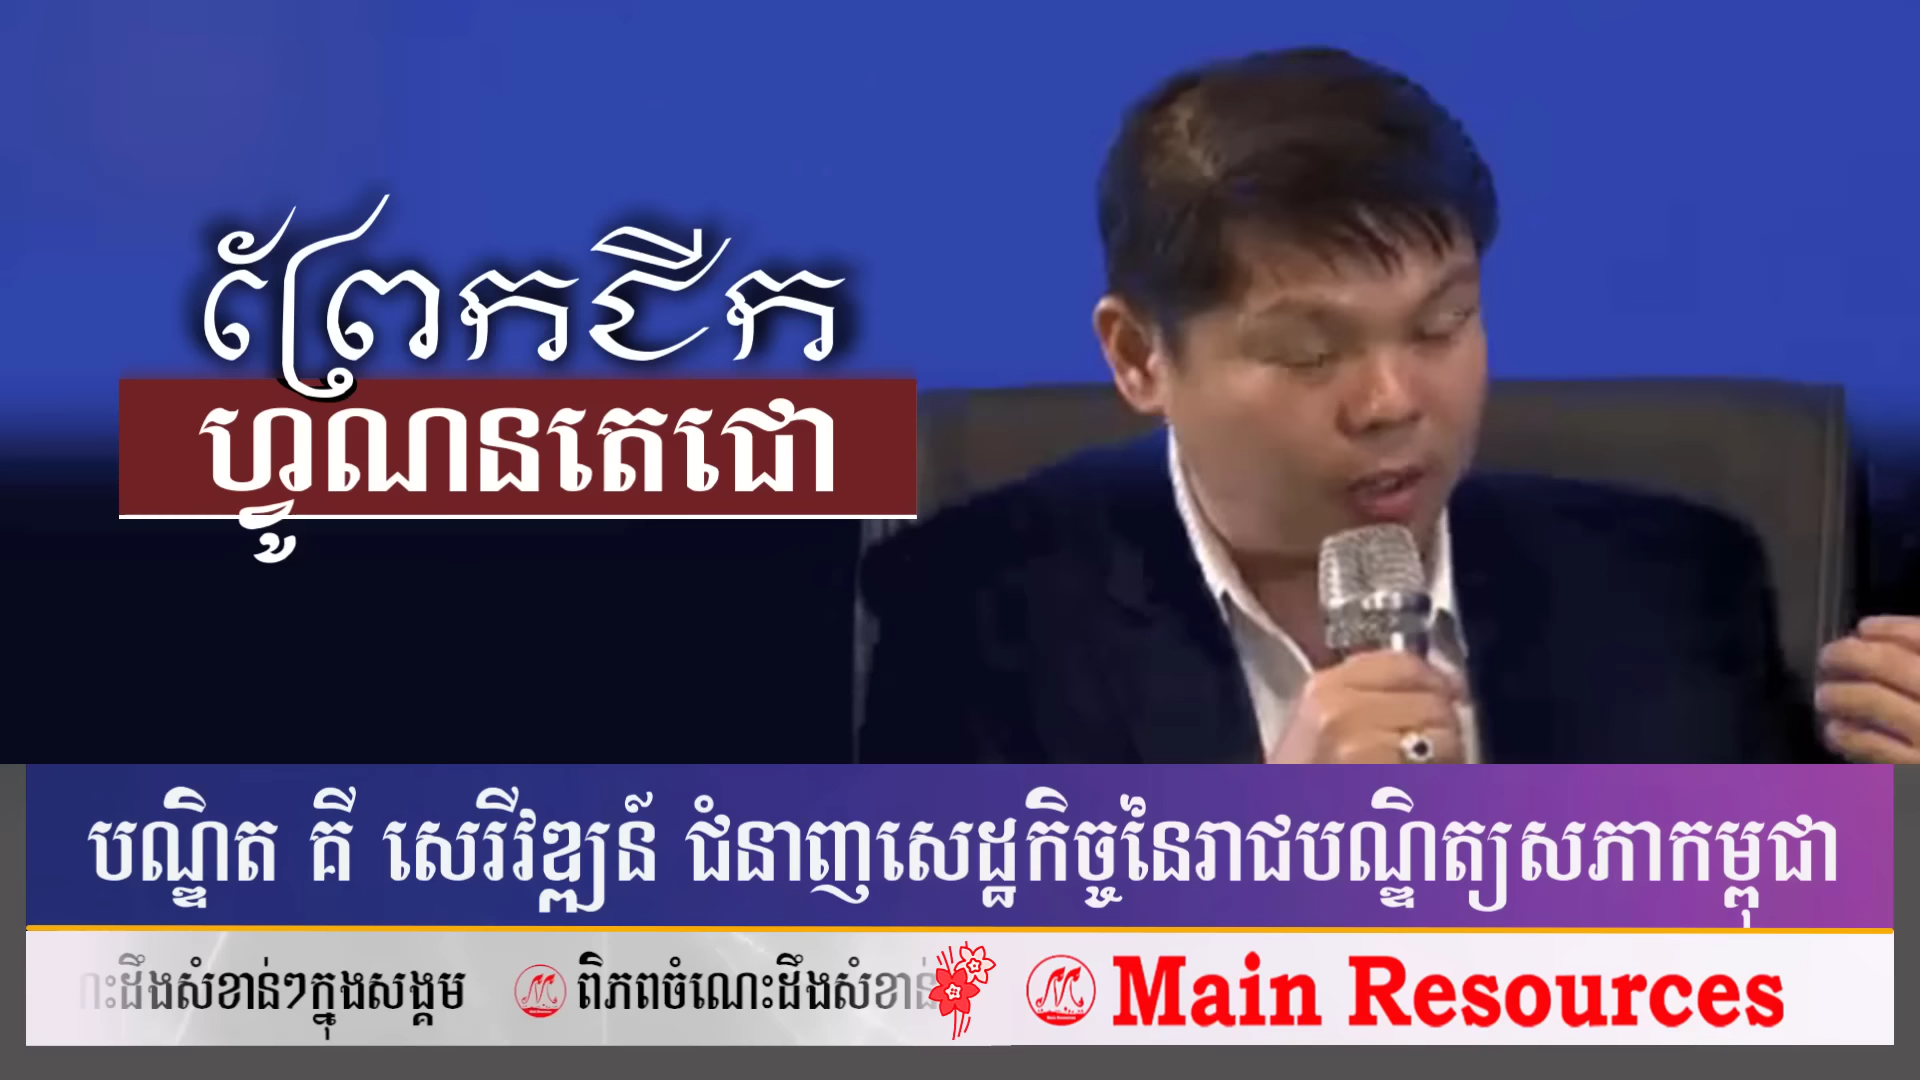 ព្រែកជីក
ហ្វូណនតេជោ
បណ្ឌិត គី សេរីវឌ្ឍន៍ ជំនាញសេដ្ឋកិច្ចនៃរាជបណ្ឌិត្យសភាកម្ពុជា
ដឹងសំខាន់ៗក្នុងសង្គម ពិភពចំណេះដឹងសំខាន់ Main Resources